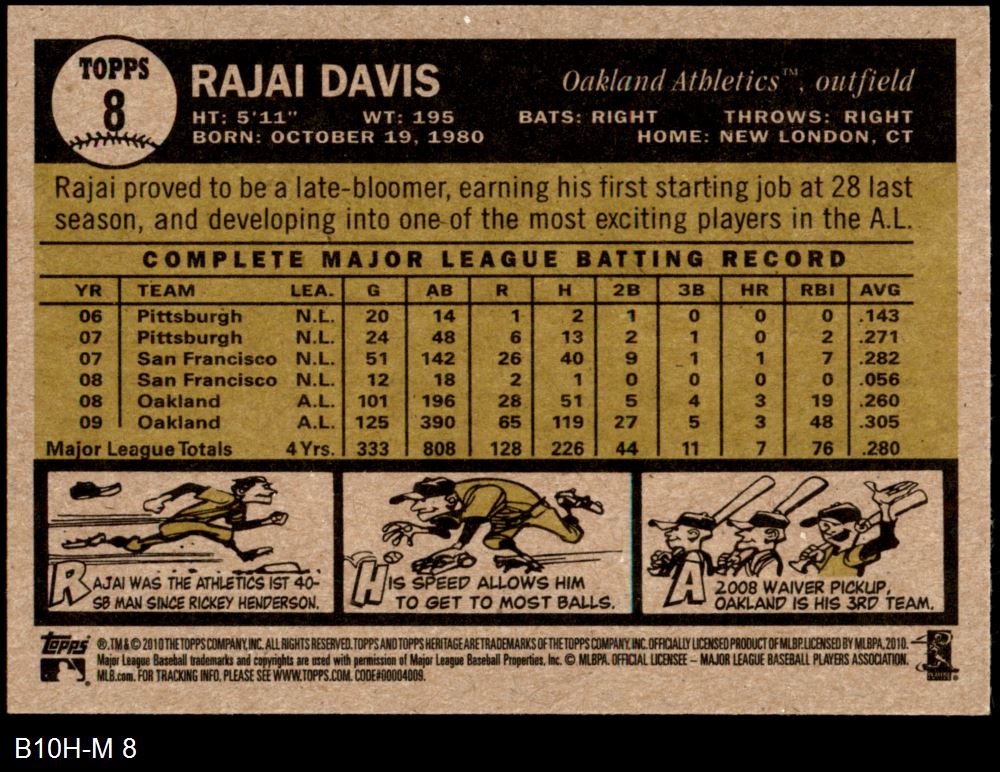 TOPPS
8
RAJAI DAVIS
Oakland Athletics™, outfield
HT: 5'11" WT: 195 BATS: RIGHT THROWS: RIGHT
BORN: OCTOBER 19, 1980 HOME: NEW LONDON, CT
Rajai proved to be a late-bloomer, earning his first starting job at 28 last
season, and developing into one of the most exciting players in the A.L.
COMPLETE MAJOR LEAGUE BATTING RECORD
YR TEAM LEA. G AB R H 2B 3B HR RBI AVG
06 Pittsburgh N.L. 20 14 1 2 1 0 0 0 .143
07 Pittsburgh N.L. 24 48 6 13 2 1 0 2 .271
07 San Francisco N.L. 51 142 26 40 9 1 1 7 .282
08 San Francisco N.L. 12 18 2 1 0 0 0 0 .056
08 Oakland A.L. 101 196 28 51 5 4 3 19 .260
09 Oakland A.L. 125 390 65 119 27 5 3 48 .305
Major League Totals 4 Yrs. 333 808 128 226 44 11 7 76 .280
RAJAI WAS THE ATHLETICS 1ST 40-
SB MAN SINCE RICKEY HENDERSON.
HIS SPEED ALLOWS HIM
TO GET TO MOST BALLS.
A 2008 WAIVER PICKUP,
OAKLAND IS HIS 3RD TEAM.
Topps ®, TM & © 2010 THE TOPPS COMPANY, INC. ALL RIGHTS RESERVED. TOPPS AND TOPPS HERITAGE ARE TRADEMARKS OF THE TOPPS COMPANY, INC. OFFICIALLY LICENSED PRODUCT OF MLBP. LICENSED BY MLBPA, 2010.
Major League Baseball trademarks and copyrights are used with permission of Major League Baseball Properties, Inc. © MLBPA. OFFICIAL LICENSEE – MAJOR LEAGUE BASEBALL PLAYERS ASSOCIATION.
MLB.com. FOR TRACKING INFO, PLEASE SEE WWW.TOPPS.COM. CODE#00004009.
B10H-M 8